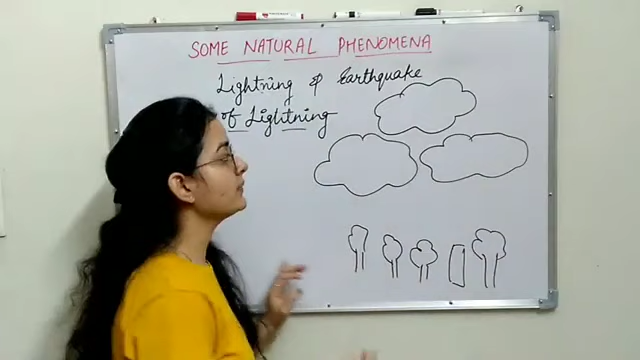 SOME NATURAL PHENOMENA
Lightning & Earthquake
of Lightning